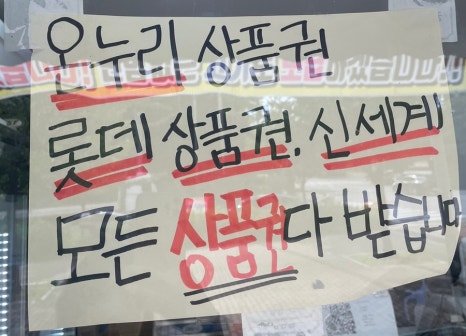 온누리 상품권
롯데 상품권. 신세계
모든 상품권 다 받습니다